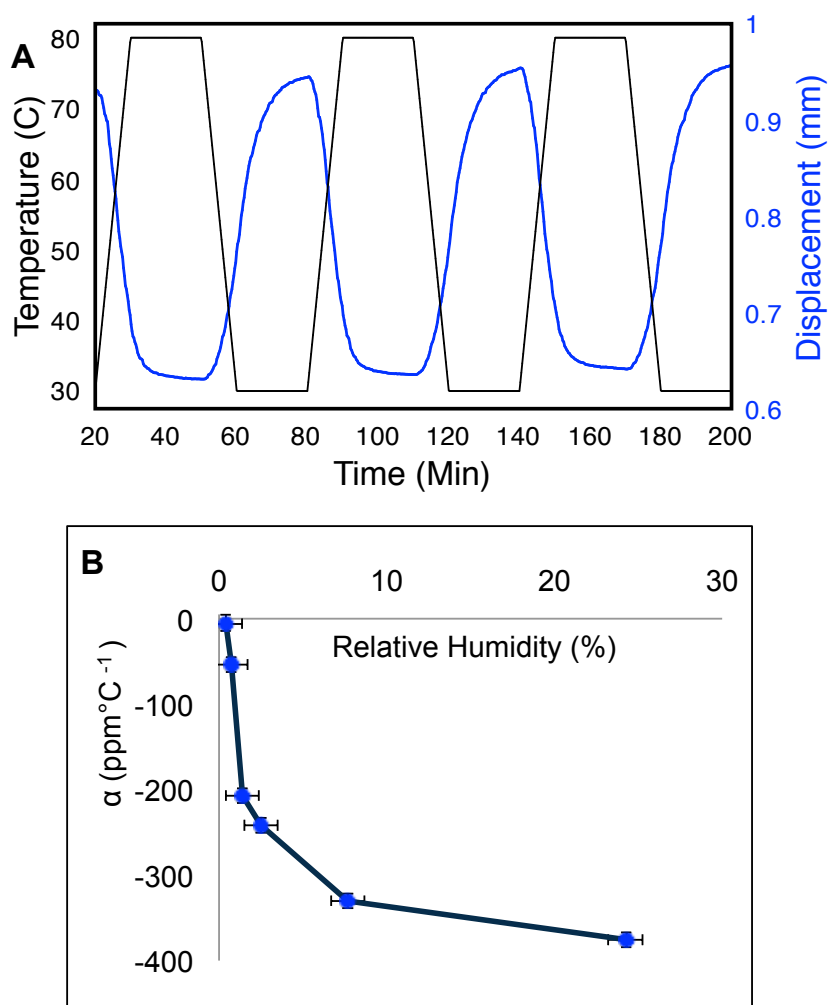 A
Temperature (C)
80
70
60
50
40
30
1
0.9
0.8
0.7
0.6
Displacement (mm)
20 40 60 80 100 120 140 160 180 200
Time (Min)
B
0 10 20 30
Relative Humidity (%)
α (ppm°C -1)
0
-100
-200
-300
-400